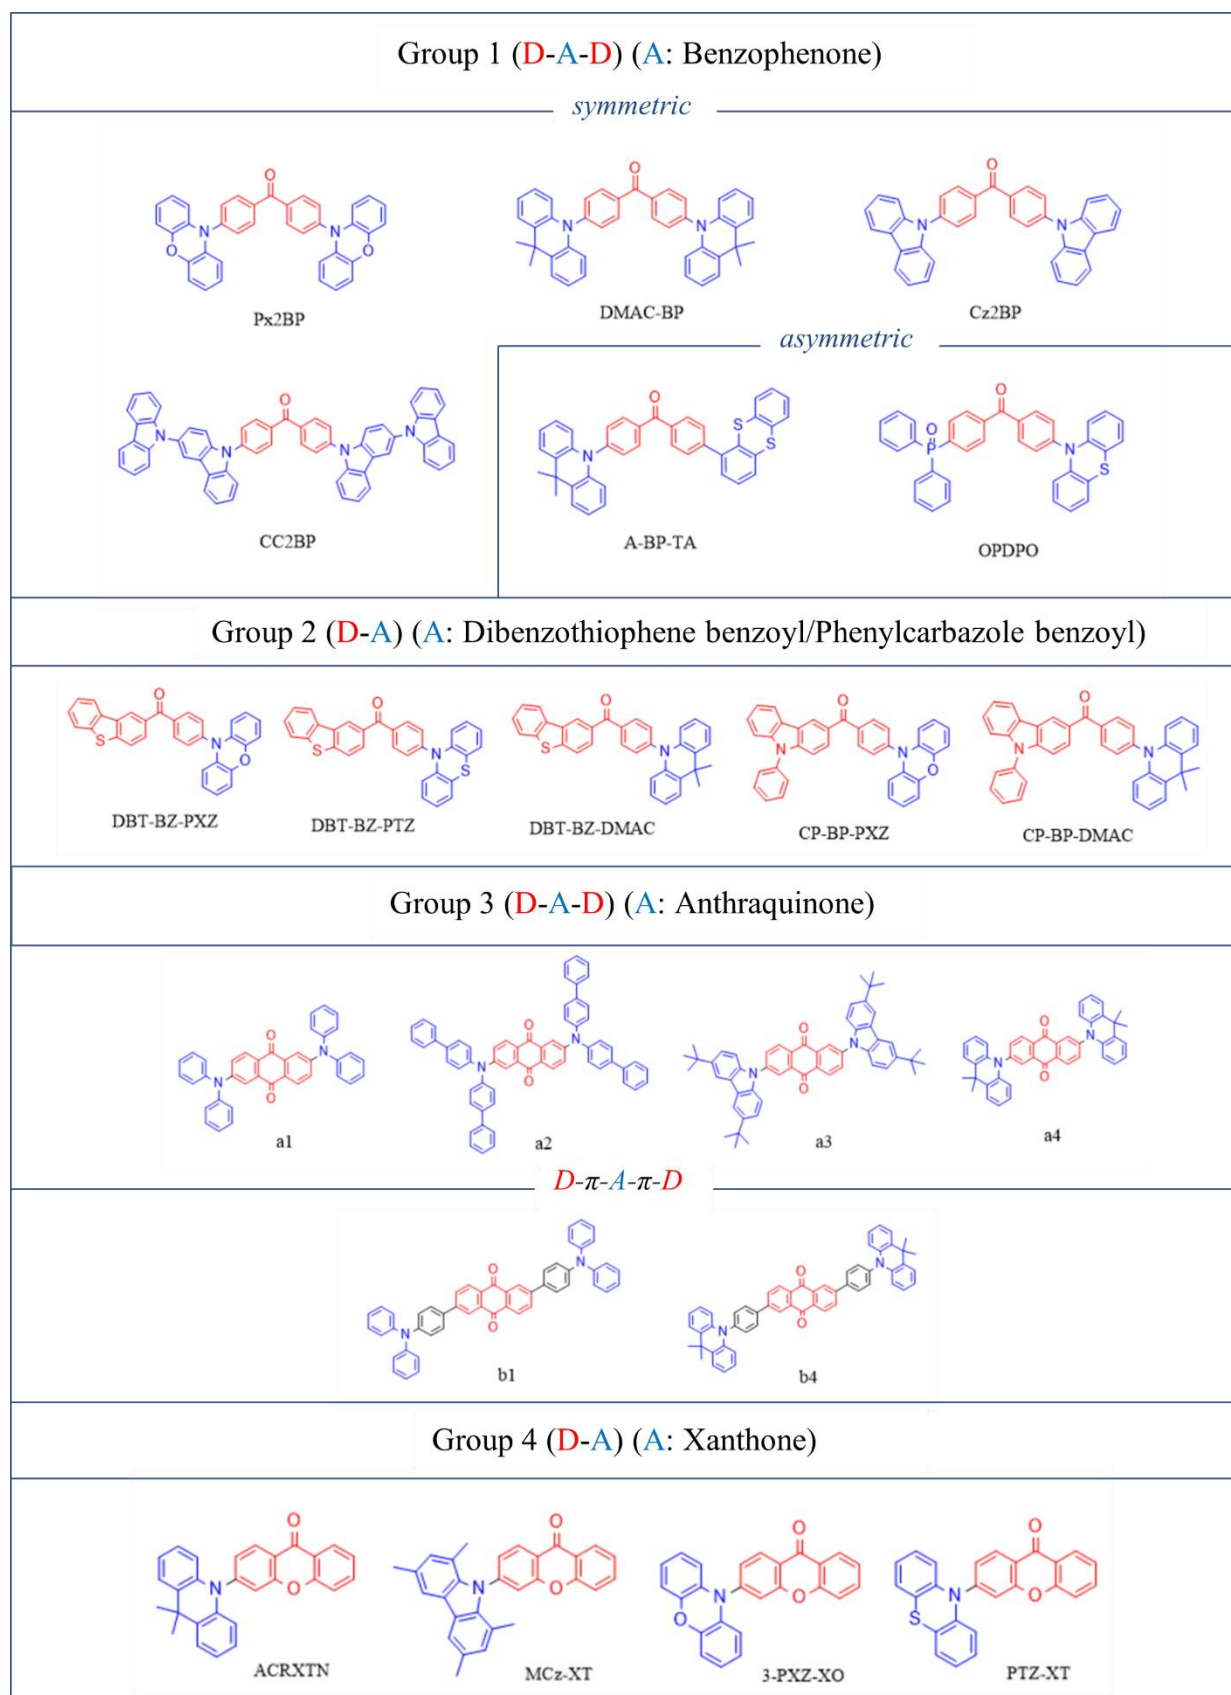 Group 1 (D-A-D) (A: Benzophenone)
symmetric
O
O
O
N
N
N
N
N
N
O
O
Px2BP
DMAC-BP
Cz2BP
asymmetric
O
N
N
N
N
CC2BP
O
S
N
S
A-BP-TA
O
O
P
N
S
OPDPO
Group 2 (D-A) (A: Dibenzothiophene benzoyl/Phenylcarbazole benzoyl)
O
S
N
O
DBT-BZ-PXZ
O
S
N
S
DBT-BZ-PTZ
O
S
N
DBT-BZ-DMAC
O
N
N
O
CP-BP-PXZ
O
N
N
CP-BP-DMAC
Group 3 (D-A-D) (A: Anthraquinone)
O
N
N
O
a1
N
O
N
O
a2
N
O
N
O
a3
N
O
N
O
a4
D-π-A-π-D
N
O
O
N
b1
N
O
O
N
b4
Group 4 (D-A) (A: Xanthone)
O
N
O
ACRXTN
O
N
O
MCz-XT
O
N
O
O
3-PXZ-XO
O
N
S
O
PTZ-XT